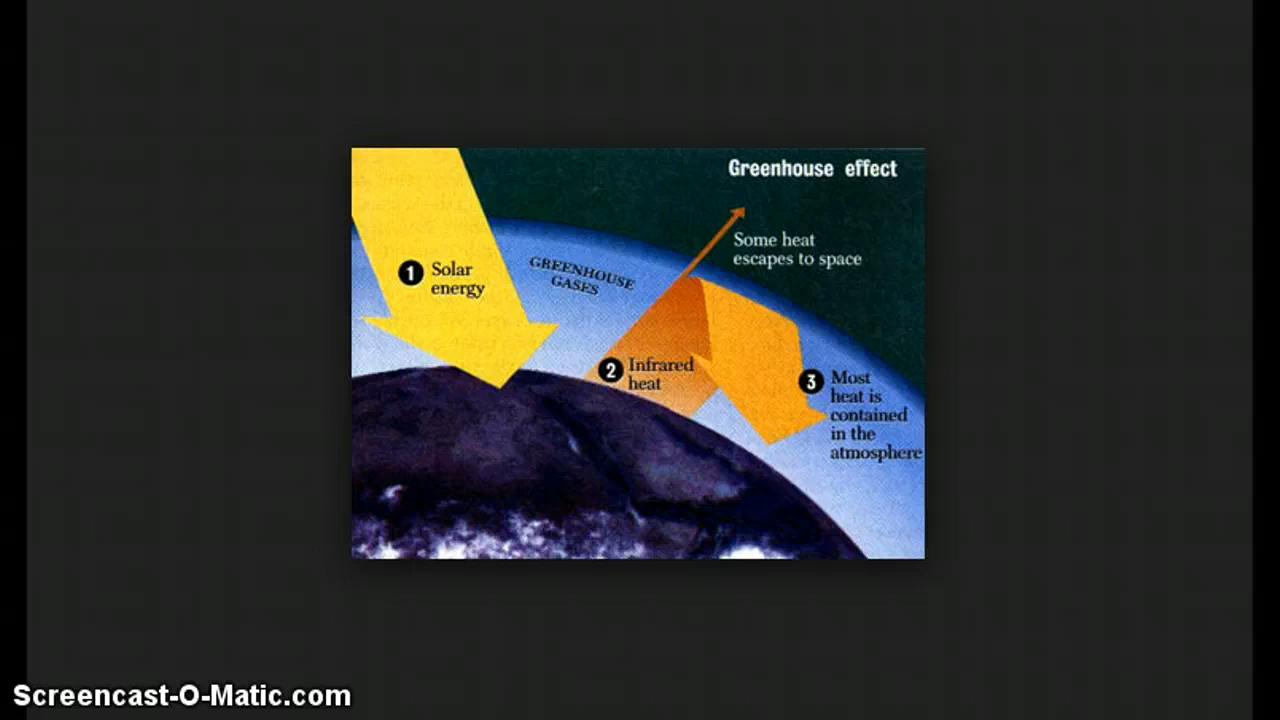 Greenhouse effect
Some heat
escapes to space
GREENHOUSE
GASES
1 Solar
energy
2 Infrared
heat
3 Most
heat is
contained
in the
atmosphere
Screencast-O-Matic.com